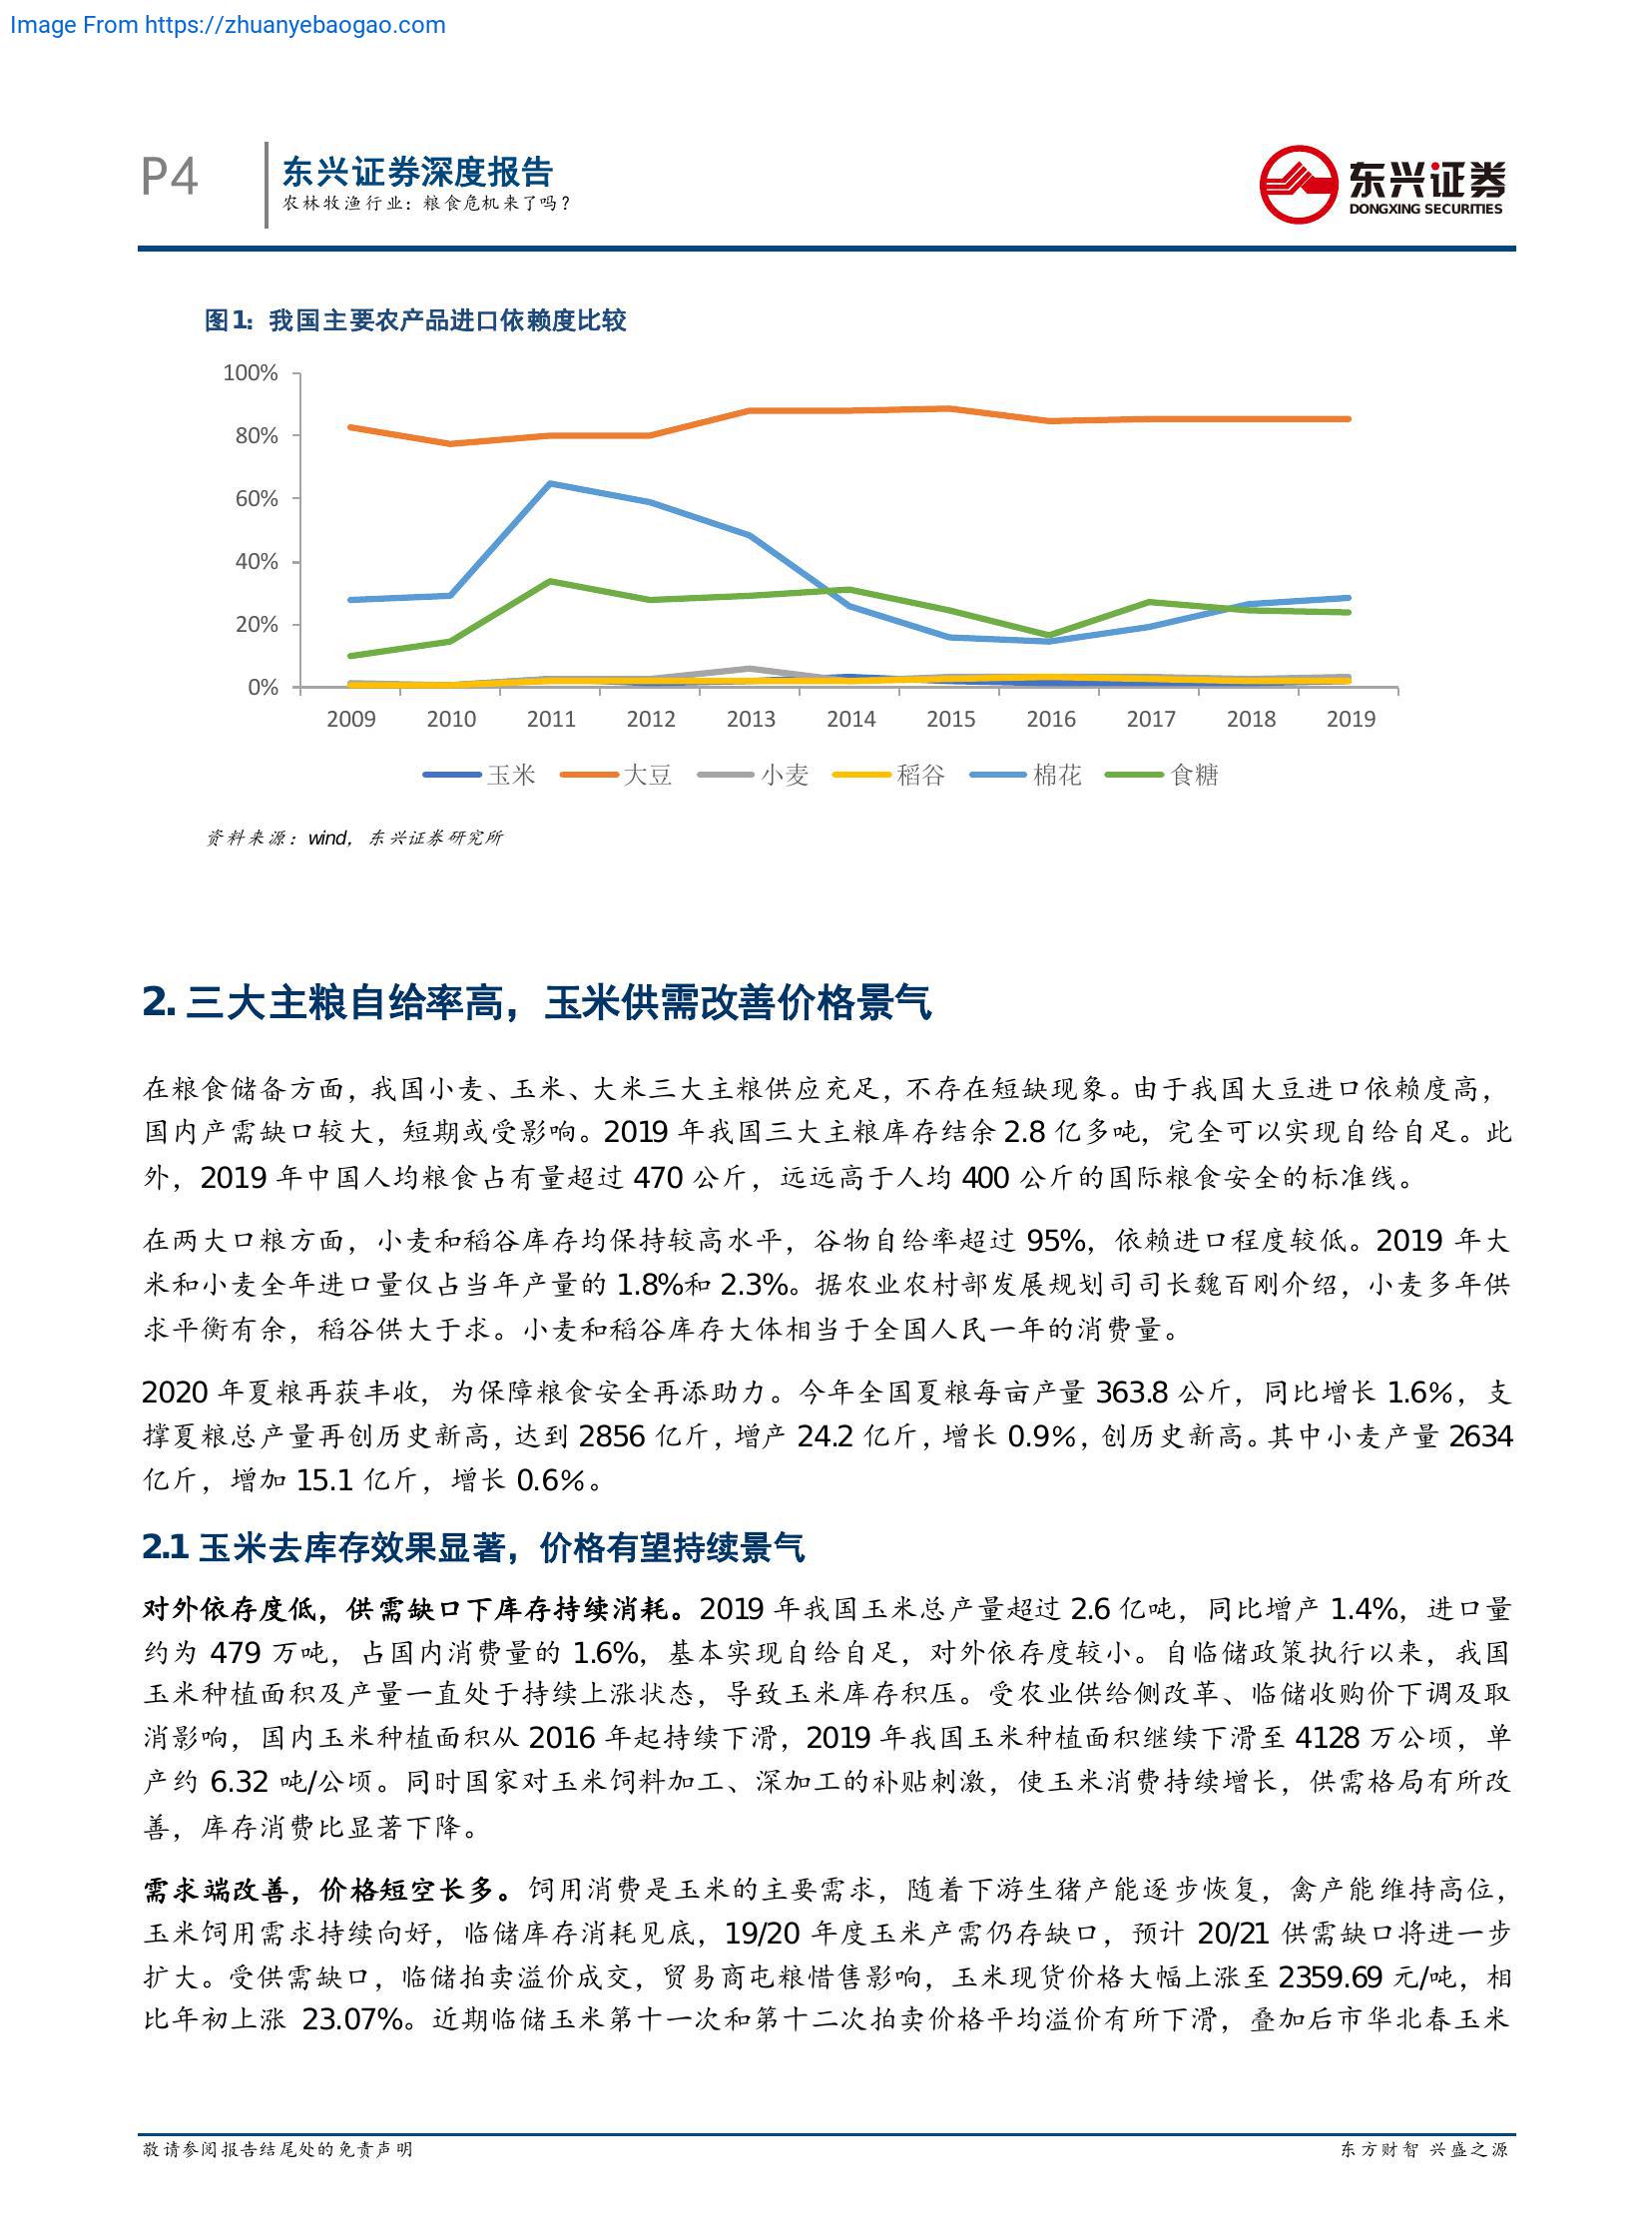 Image From https://zhuanyebaogao.com
P4
东兴证券深度报告
农林牧渔行业：粮食危机来了吗？
东兴证券
DONGXING SECURITIES
图1：我国主要农产品进口依赖度比较
100%
80%
60%
40%
20%
0%
2009 2010 2011 2012 2013 2014 2015 2016 2017 2018 2019
玉米 大豆 小麦 稻谷 棉花 食糖
资料来源：wind，东兴证券研究所
2. 三大主粮自给率高，玉米供需改善价格景气
在粮食储备方面，我国小麦、玉米、大米三大主粮供应充足，不存在短缺现象。由于我国大豆进口依赖度高，
国内产需缺口较大，短期或受影响。2019 年我国三大主粮库存结余 2.8 亿多吨，完全可以实现自给自足。此
外，2019 年中国人均粮食占有量超过 470 公斤，远远高于人均 400 公斤的国际粮食安全的标准线。
在两大口粮方面，小麦和稻谷库存均保持较高水平，谷物自给率超过 95%，依赖进口程度较低。2019 年大
米和小麦全年进口量仅占当年产量的 1.8%和 2.3%。据农业农村部发展规划司司长魏百刚介绍，小麦多年供
求平衡有余，稻谷供大于求。小麦和稻谷库存大体相当于全国人民一年的消费量。
2020 年夏粮再获丰收，为保障粮食安全再添助力。今年全国夏粮每亩产量 363.8 公斤，同比增长 1.6%，支
撑夏粮总产量再创历史新高，达到 2856 亿斤，增产 24.2 亿斤，增长 0.9%，创历史新高。其中小麦产量 2634
亿斤，增加 15.1 亿斤，增长 0.6%。
2.1 玉米去库存效果显著，价格有望持续景气
对外依存度低，供需缺口下库存持续消耗。2019 年我国玉米总产量超过 2.6 亿吨，同比增产 1.4%，进口量
约为 479 万吨，占国内消费量的 1.6%，基本实现自给自足，对外依存度较小。自临储政策执行以来，我国
玉米种植面积及产量一直处于持续上涨状态，导致玉米库存积压。受农业供给侧改革、临储收购价下调及取
消影响，国内玉米种植面积从 2016 年起持续下滑，2019 年我国玉米种植面积继续下滑至 4128 万公顷，单
产约 6.32 吨/公顷。同时国家对玉米饲料加工、深加工的补贴刺激，使玉米消费持续增长，供需格局有所改
善，库存消费比显著下降。
需求端改善，价格短空长多。饲用消费是玉米的主要需求，随着下游生猪产能逐步恢复，禽产能维持高位，
玉米饲用需求持续向好，临储库存消耗见底，19/20 年度玉米产需仍存缺口，预计 20/21 供需缺口将进一步
扩大。受供需缺口，临储拍卖溢价成交，贸易商屯粮惜售影响，玉米现货价格大幅上涨至 2359.69 元/吨，相
比年初上涨 23.07%。近期临储玉米第十一次和第十二次拍卖价格平均溢价有所下滑，叠加后市华北春玉米
敬请参阅报告结尾处的免责声明
东方财智 兴盛之源